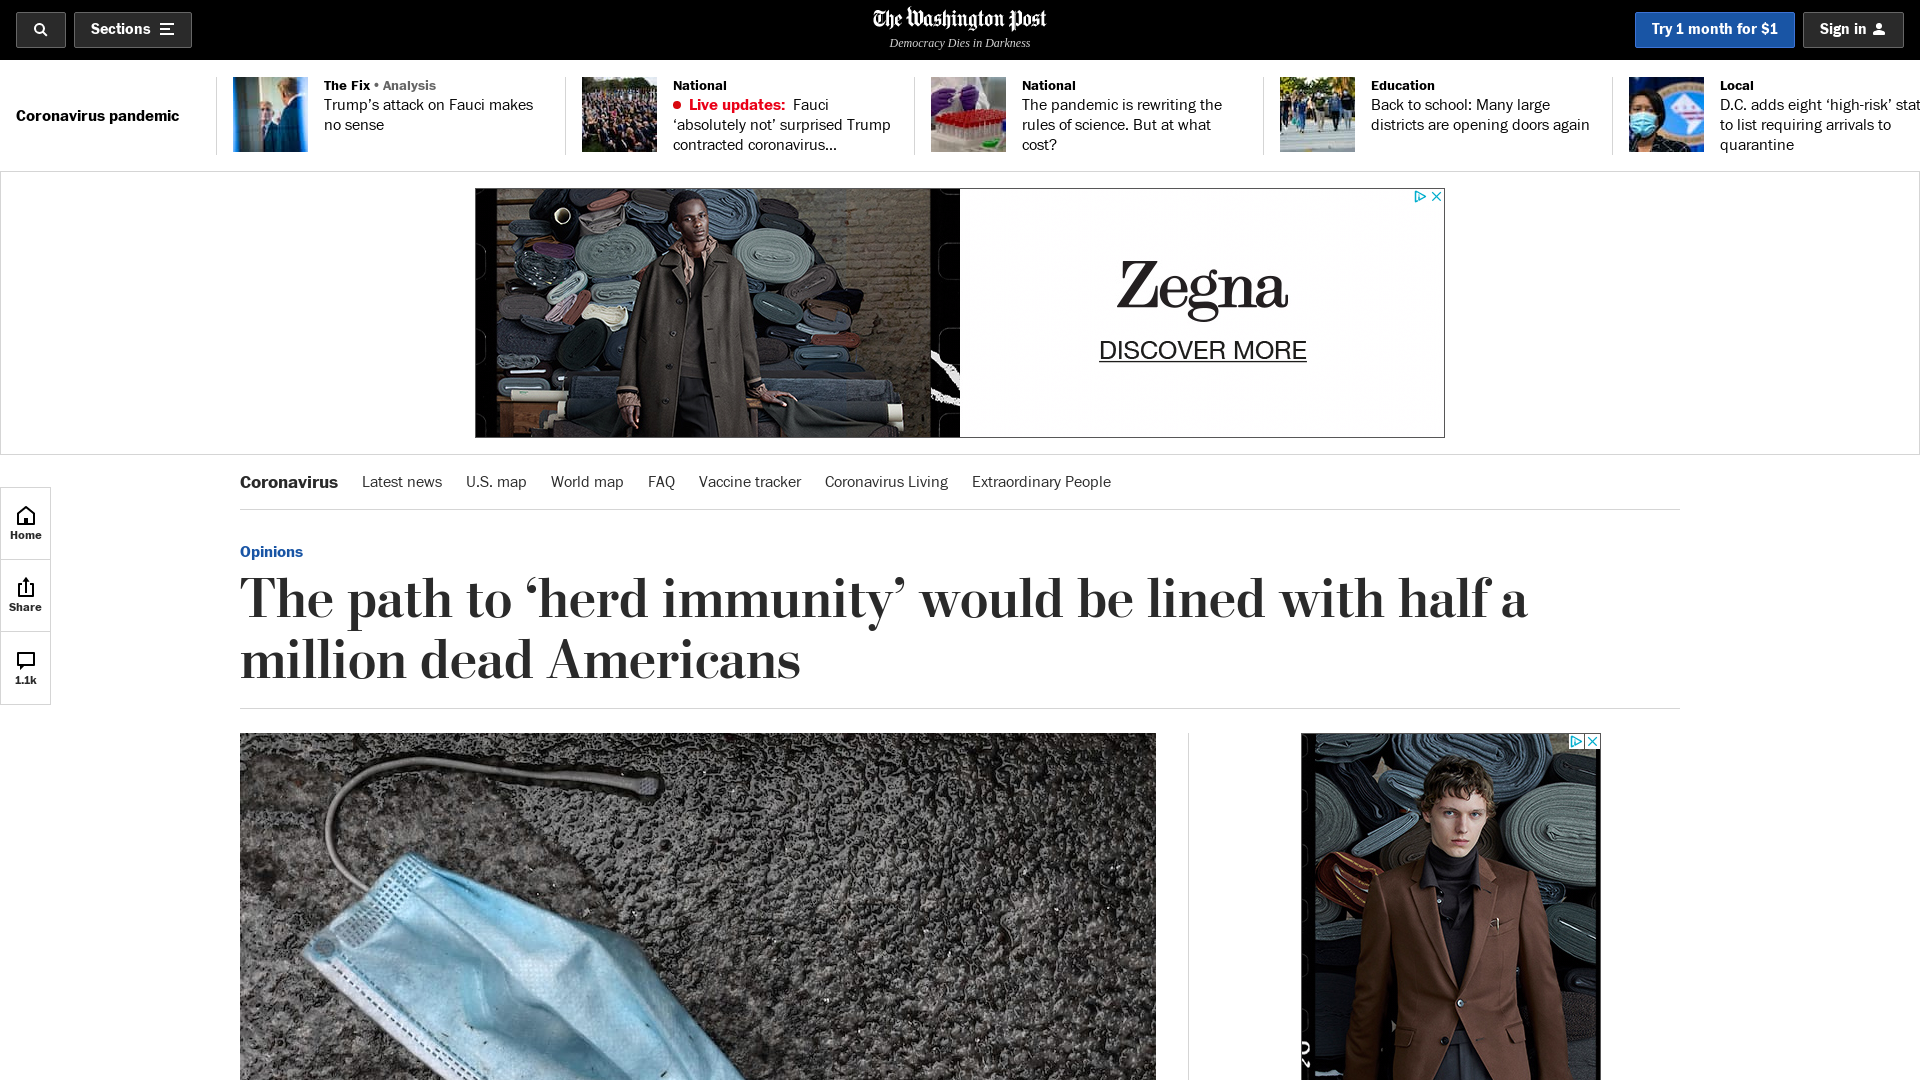 Sections
The Washington Post
Democracy Dies in Darkness
Try 1 month for $1
Sign in
Coronavirus pandemic
The Fix • Analysis
Trump’s attack on Fauci makes
no sense
National
Live updates: Fauci
‘absolutely not’ surprised Trump
contracted coronavirus...
National
The pandemic is rewriting the
rules of science. But at what
cost?
Education
Back to school: Many large
districts are opening doors again
Local
D.C. adds eight ‘high-risk’ stat
to list requiring arrivals to
quarantine
Zegna
DISCOVER MORE
Coronavirus
Latest news
U.S. map
World map
FAQ
Vaccine tracker
Coronavirus Living
Extraordinary People
Home
Share
1.1k
Opinions
The path to ‘herd immunity’ would be lined with half a
million dead Americans